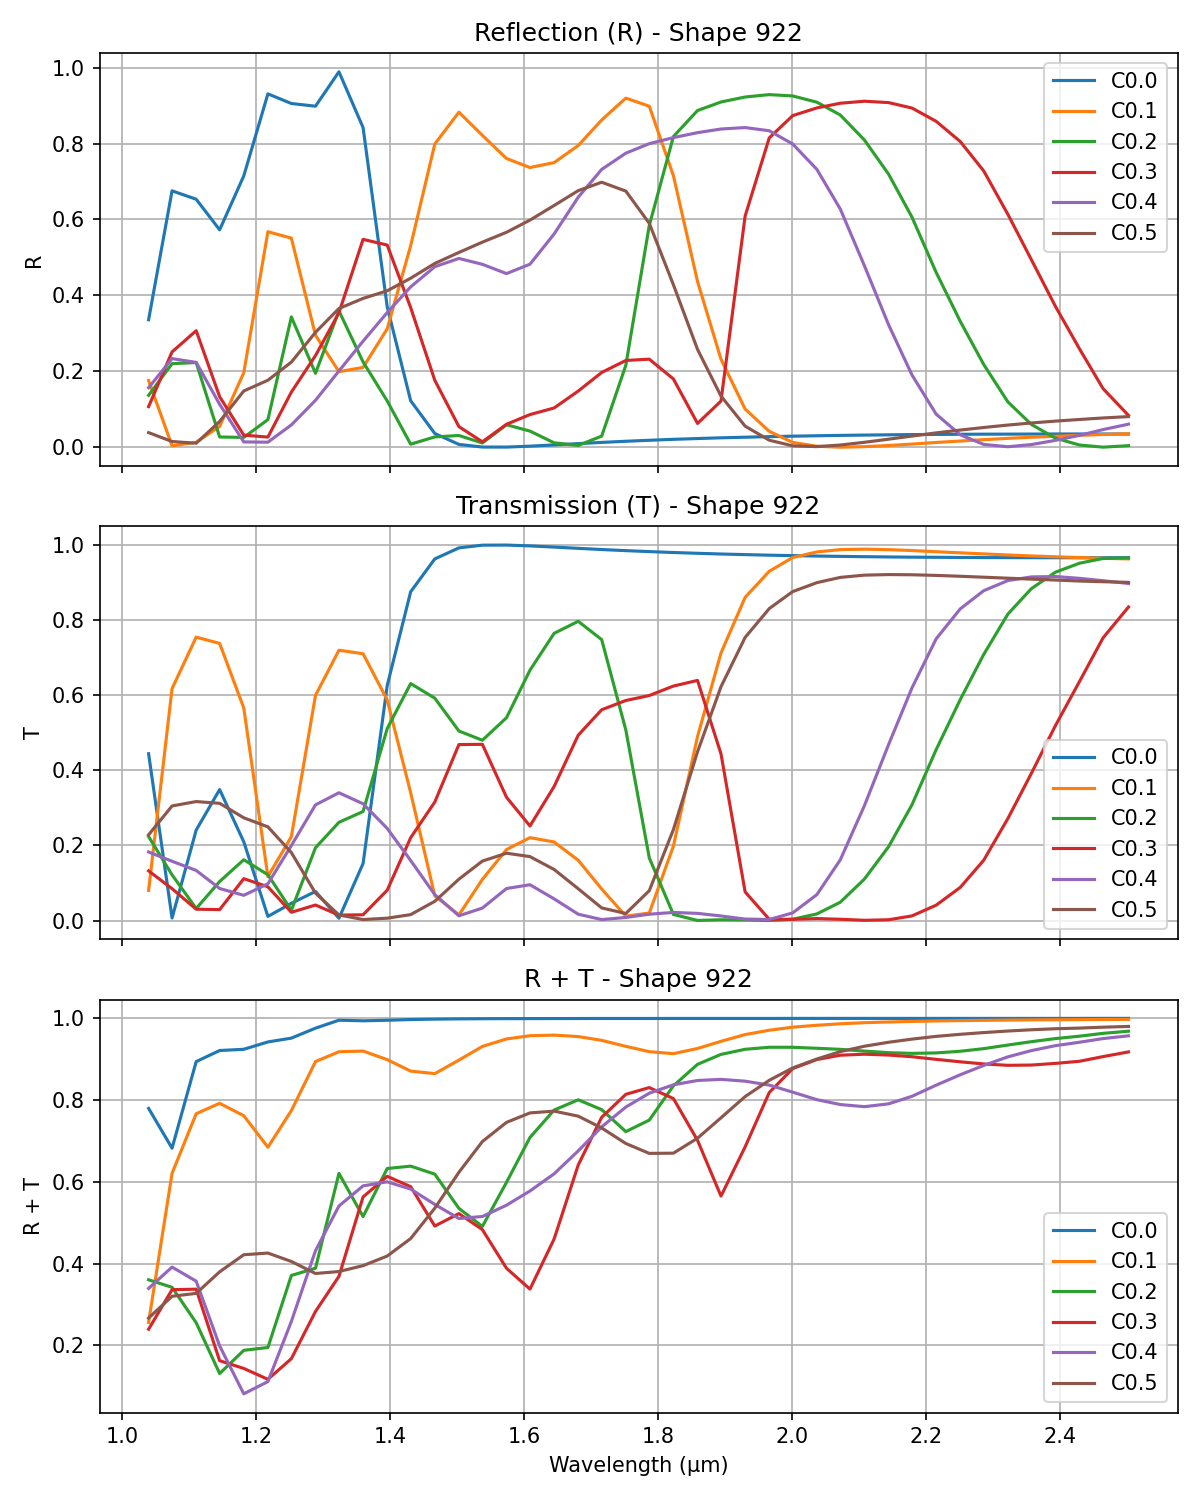 Reflection (R) - Shape 922
1.0
0.8
0.6
0.4
0.2
0.0
R
C0.0
C0.1
C0.2
C0.3
C0.4
C0.5
Transmission (T) - Shape 922
1.0
0.8
0.6
0.4
0.2
0.0
T
C0.0
C0.1
C0.2
C0.3
C0.4
C0.5
R + T - Shape 922
1.0
0.8
0.6
0.4
0.2
R + T
C0.0
C0.1
C0.2
C0.3
C0.4
C0.5
1.0 1.2 1.4 1.6 1.8 2.0 2.2 2.4
Wavelength (μm)